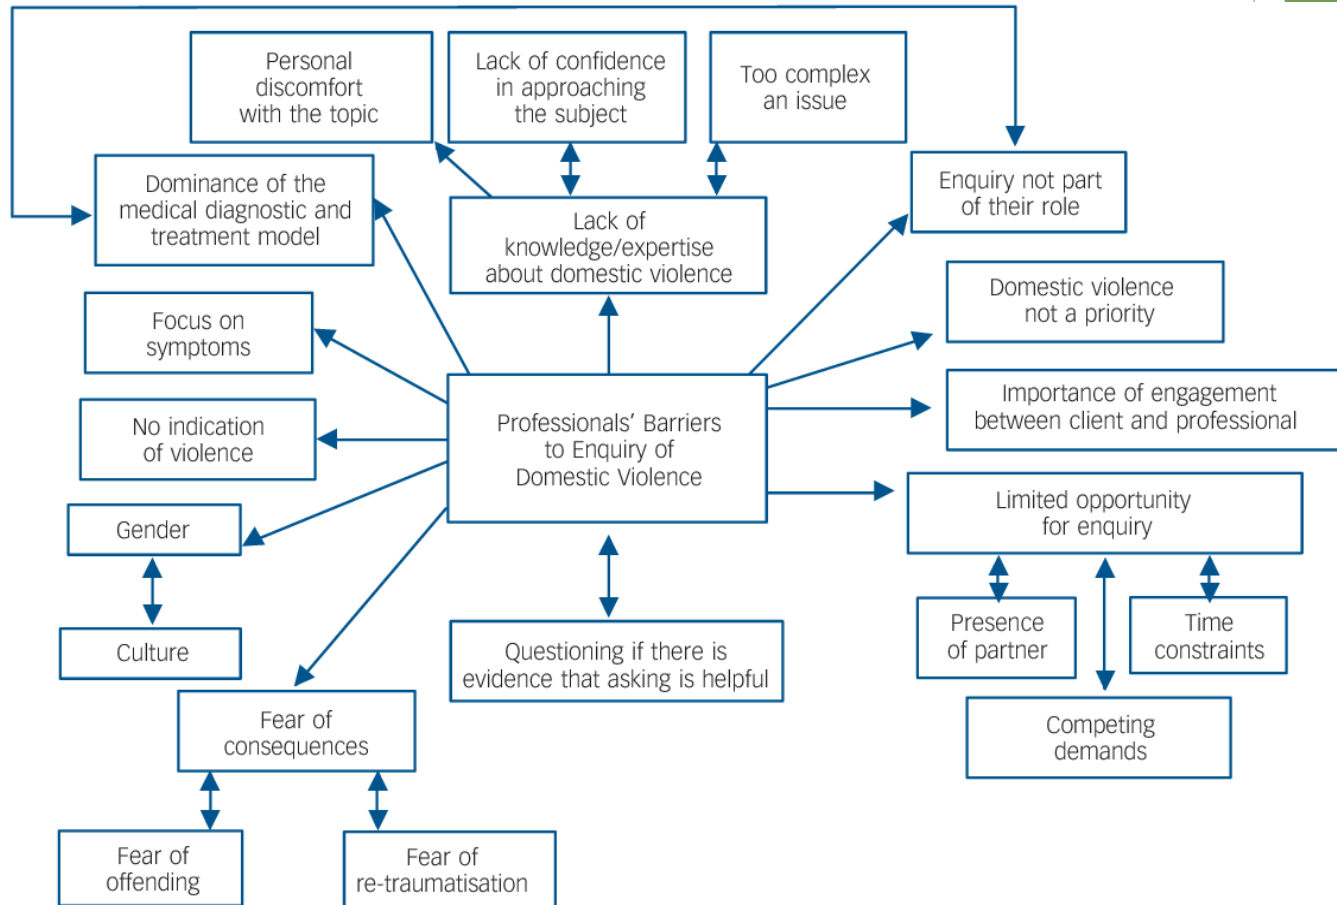 Personal
discomfort
with the topic
Lack of confidence
in approaching
the subject
Too complex
an issue
Dominance of the
medical diagnostic and
treatment model
Enquiry not part
of their role
Lack of
knowledge/expertise
about domestic violence
Focus on
symptoms
Domestic violence
not a priority
No indication
of violence
Professionals’ Barriers
to Enquiry of
Domestic Violence
Importance of engagement
between client and professional
Gender
Limited opportunity
for enquiry
Culture
Questioning if there is
evidence that asking is helpful
Presence
of partner
Time
constraints
Fear of
consequences
Competing
demands
Fear of
offending
Fear of
re-traumatisation